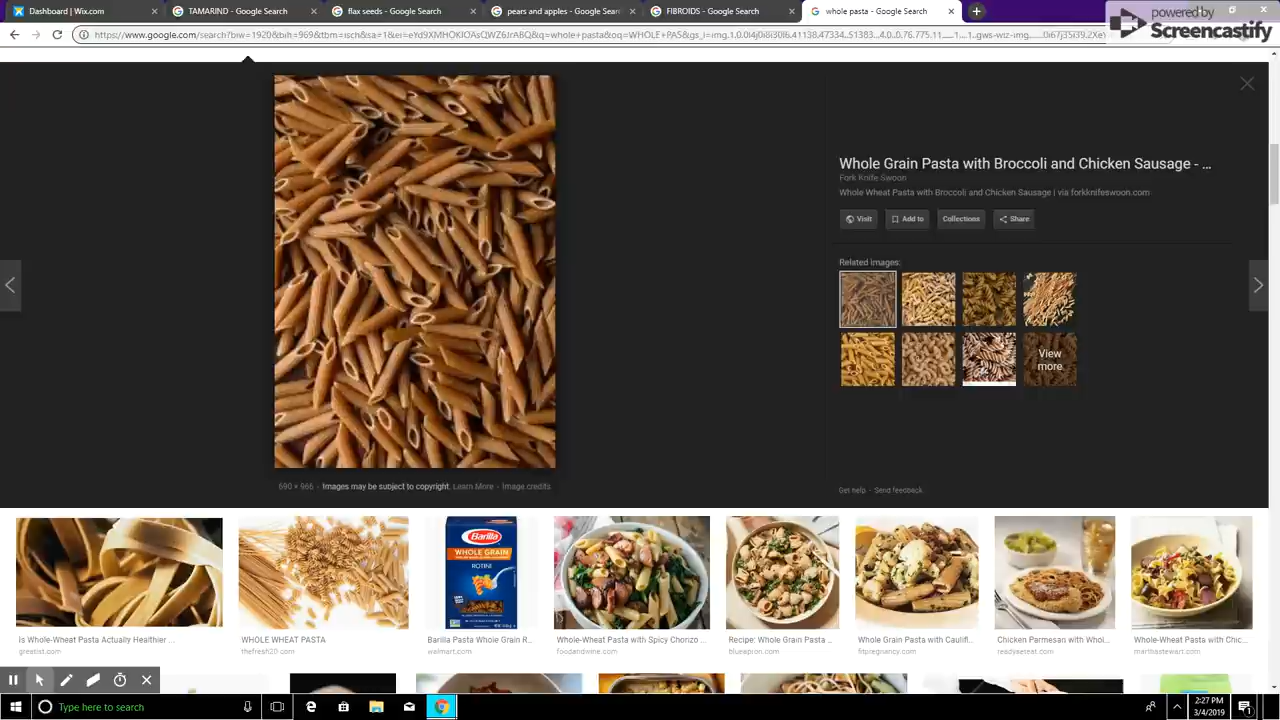 Dashboard | Wix.com
TAMARIND - Google Search
flax seeds - Google Search
pears and apples - Google Search
FIBROIDS - Google Search
whole pasta - Google Search
powered by
Screencastify
Whole Grain Pasta with Broccoli and Chicken Sausage - ...
Fork Knife Swoon
Whole Wheat Pasta with Broccoli and Chicken Sausage | via forkknifeswoon.com
Visit
Add to
Collections
Share
Related images:
View more
690 × 966 - Images may be subject to copyright. Learn More - Image credits
Get help - Send feedback
Barilla
WHOLE GRAIN
ROTINI
Is Whole-Wheat Pasta Actually Healthier ...
greatist.com
WHOLE WHEAT PASTA
thefresh20.com
Barilla Pasta Whole Grain R...
walmart.com
Whole-Wheat Pasta with Spicy Chorizo ...
foodandwine.com
Recipe: Whole Grain Pasta ...
blueapron.com
Whole Grain Pasta with Caulifl...
fitpregnancy.com
Chicken Parmesan with Whol...
readyseteat.com
Whole-Wheat Pasta with Chic...
marthastewart.com
Type here to search
2:27 PM
3/4/2019